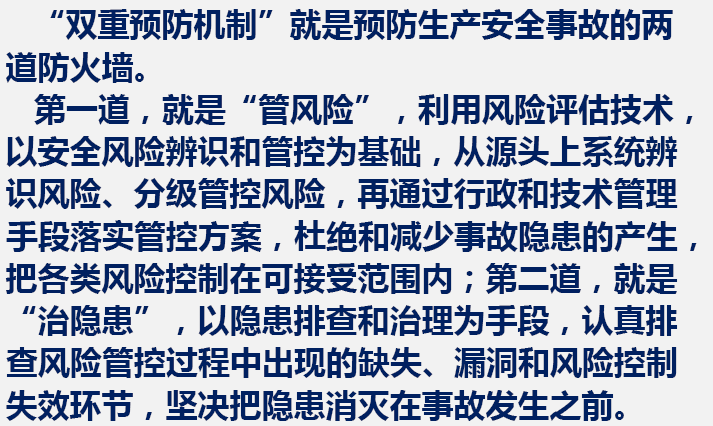 “双重预防机制”就是预防生产安全事故的两
道防火墙。
第一道，就是“管风险”，利用风险评估技术，
以安全风险辨识和管控为基础，从源头上系统辨
识风险、分级管控风险，再通过行政和技术管理
手段落实管控方案，杜绝和减少事故隐患的产生，
把各类风险控制在可接受范围内；第二道，就是
“治隐患”，以隐患排查和治理为手段，认真排
查风险管控过程中出现的缺失、漏洞和风险控制
失效环节，坚决把隐患消灭在事故发生之前。